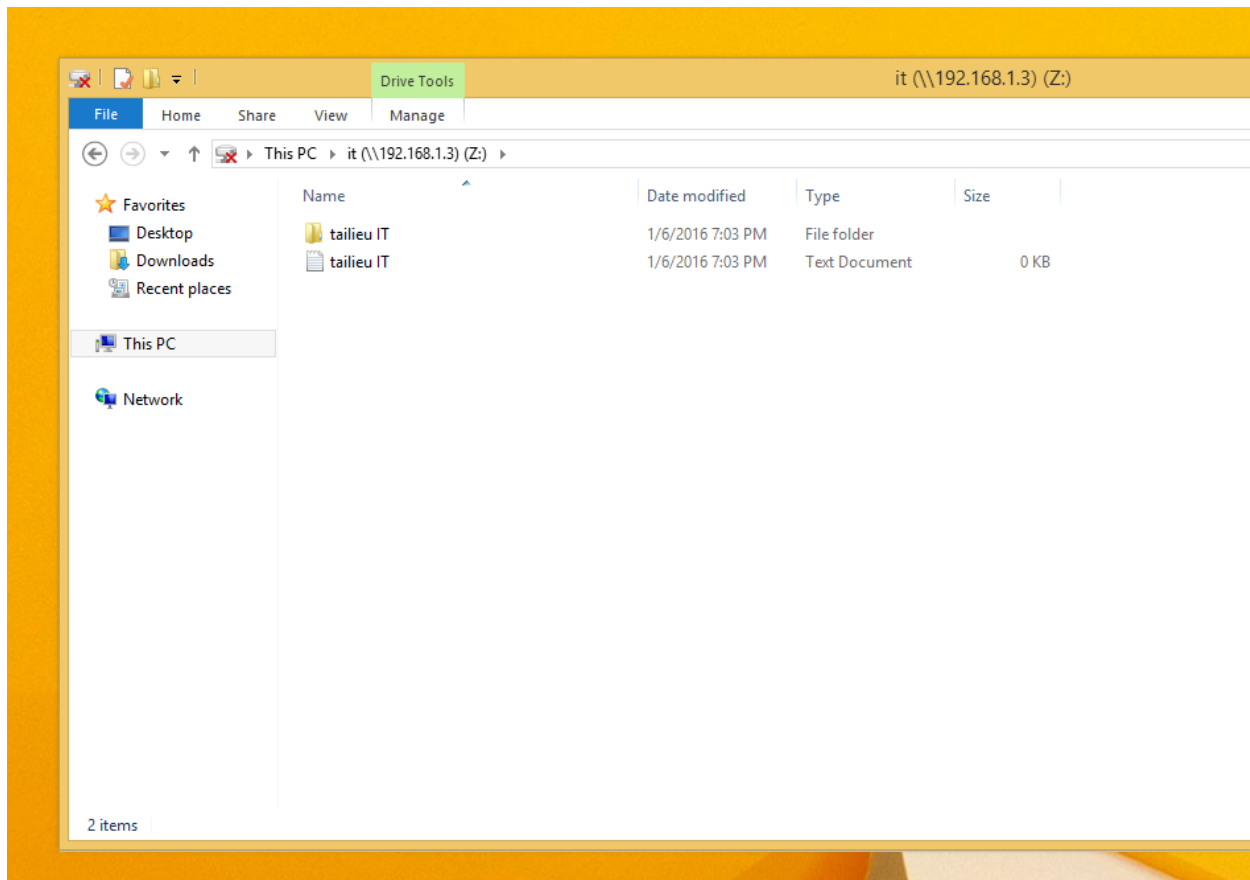 Drive Tools it (\\192.168.1.3) (Z:)
File Home Share View Manage
This PC it (\\192.168.1.3) (Z:)
Name Date modified Type Size
Favorites
Desktop
Downloads
Recent places
This PC
Network
tailieu IT 1/6/2016 7:03 PM File folder
tailieu IT 1/6/2016 7:03 PM Text Document 0 KB
2 items